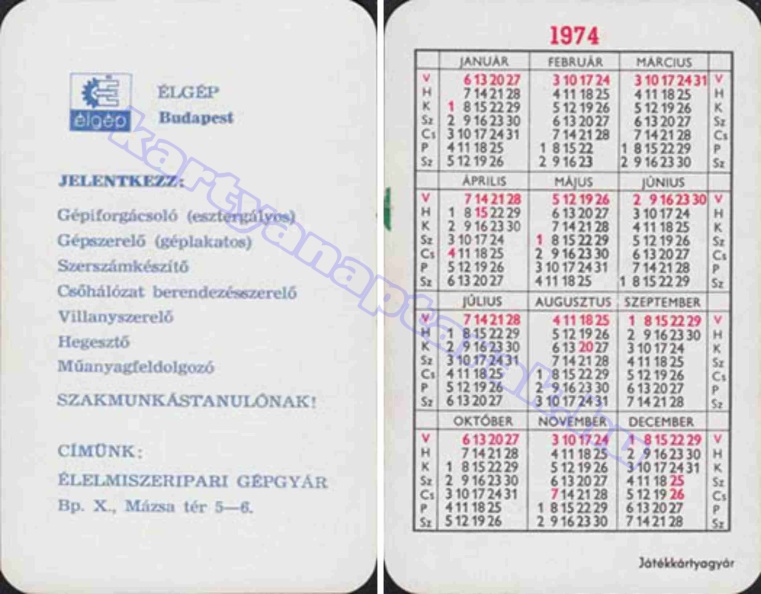 élgép
ÉLGÉP
Budapest
JELENTKEZZ:
Gépiforgácsoló (esztergályos)
Gépszerelő (géplakatos)
Szerszámkészítő
Csőhálózat berendezésszerelő
Villanyszerelő
Hegesztő
Műanyagfeldolgozó
SZAKMUNKÁSTANULÓNAK!
CÍMÜNK:
ÉLELMISZERIPARI GÉPGYÁR
Bp. X., Mázsa tér 5—6.
kartyanaptarak.hu
1974
JANUÁR FEBRUÁR MÁRCIUS
V 6 13 20 27 3 10 17 24 3 10 17 24 31 V
H 7 14 21 28 4 11 18 25 4 11 18 25 H
K 1 8 15 22 29 5 12 19 26 5 12 19 26 K
Sz 2 9 16 23 30 6 13 20 27 6 13 20 27 Sz
Cs 3 10 17 24 31 7 14 21 28 7 14 21 28 Cs
P 4 11 18 25 1 8 15 22 1 8 15 22 29 P
Sz 5 12 19 26 2 9 16 23 2 9 16 23 30 Sz
ÁPRILIS MÁJUS JÚNIUS
V 7 14 21 28 5 12 19 26 2 9 16 23 30 V
H 1 8 15 22 29 6 13 20 27 3 10 17 24 H
K 2 9 16 23 30 7 14 21 28 4 11 18 25 K
Sz 3 10 17 24 1 8 15 22 29 5 12 19 26 Sz
Cs 4 11 18 25 2 9 16 23 30 6 13 20 27 Cs
P 5 12 19 26 3 10 17 24 31 7 14 21 28 P
Sz 6 13 20 27 4 11 18 25 1 8 15 22 29 Sz
JÚLIUS AUGUSZTUS SZEPTEMBER
V 7 14 21 28 4 11 18 25 1 8 15 22 29 V
H 1 8 15 22 29 5 12 19 26 2 9 16 23 30 H
K 2 9 16 23 30 6 13 20 27 3 10 17 24 K
Sz 3 10 17 24 31 7 14 21 28 4 11 18 25 Sz
Cs 4 11 18 25 1 8 15 22 29 5 12 19 26 Cs
P 5 12 19 26 2 9 16 23 30 6 13 20 27 P
Sz 6 13 20 27 3 10 17 24 31 7 14 21 28 Sz
OKTÓBER NOVEMBER DECEMBER
V 6 13 20 27 3 10 17 24 1 8 15 22 29 V
H 7 14 21 28 4 11 18 25 2 9 16 23 30 H
K 1 8 15 22 29 5 12 19 26 3 10 17 24 31 K
Sz 2 9 16 23 30 6 13 20 27 4 11 18 25 Sz
Cs 3 10 17 24 31 7 14 21 28 5 12 19 26 Cs
P 4 11 18 25 1 8 15 22 29 6 13 20 27 P
Sz 5 12 19 26 2 9 16 23 30 7 14 21 28 Sz
Játékkártyagyár